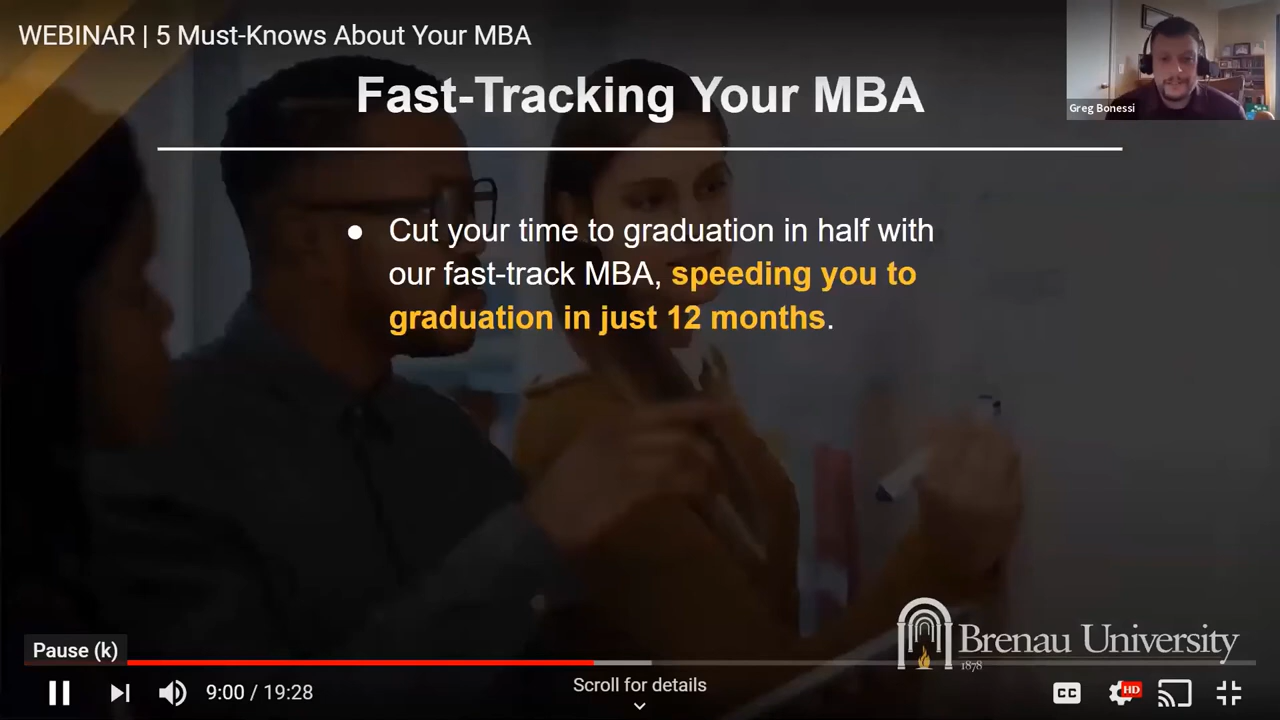 WEBINAR | 5 Must-Knows About Your MBA
Fast-Tracking Your MBA
Greg Bonessi
● Cut your time to graduation in half with
our fast-track MBA, speeding you to
graduation in just 12 months.
Brenau University
1878
Pause (k)
9:00 / 19:28
Scroll for details
CC
HD